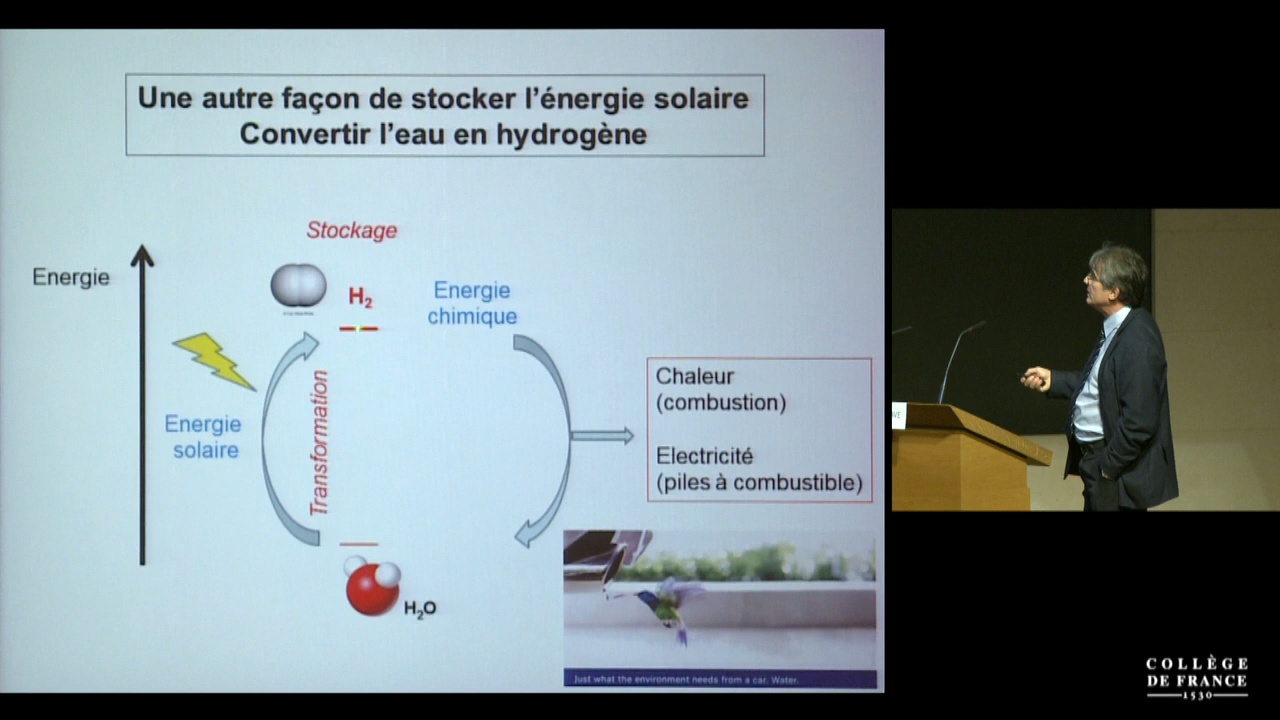 Une autre façon de stocker l'énergie solaire
Convertir l'eau en hydrogène
Stockage
Energie
H₂
Energie
chimique
Energie
solaire
Transformation
Chaleur
(combustion)
Electricité
(piles à combustible)
H₂O
Just what the environment needs from a car. Water.
VE
COLLÈGE
DE FRANCE
1530